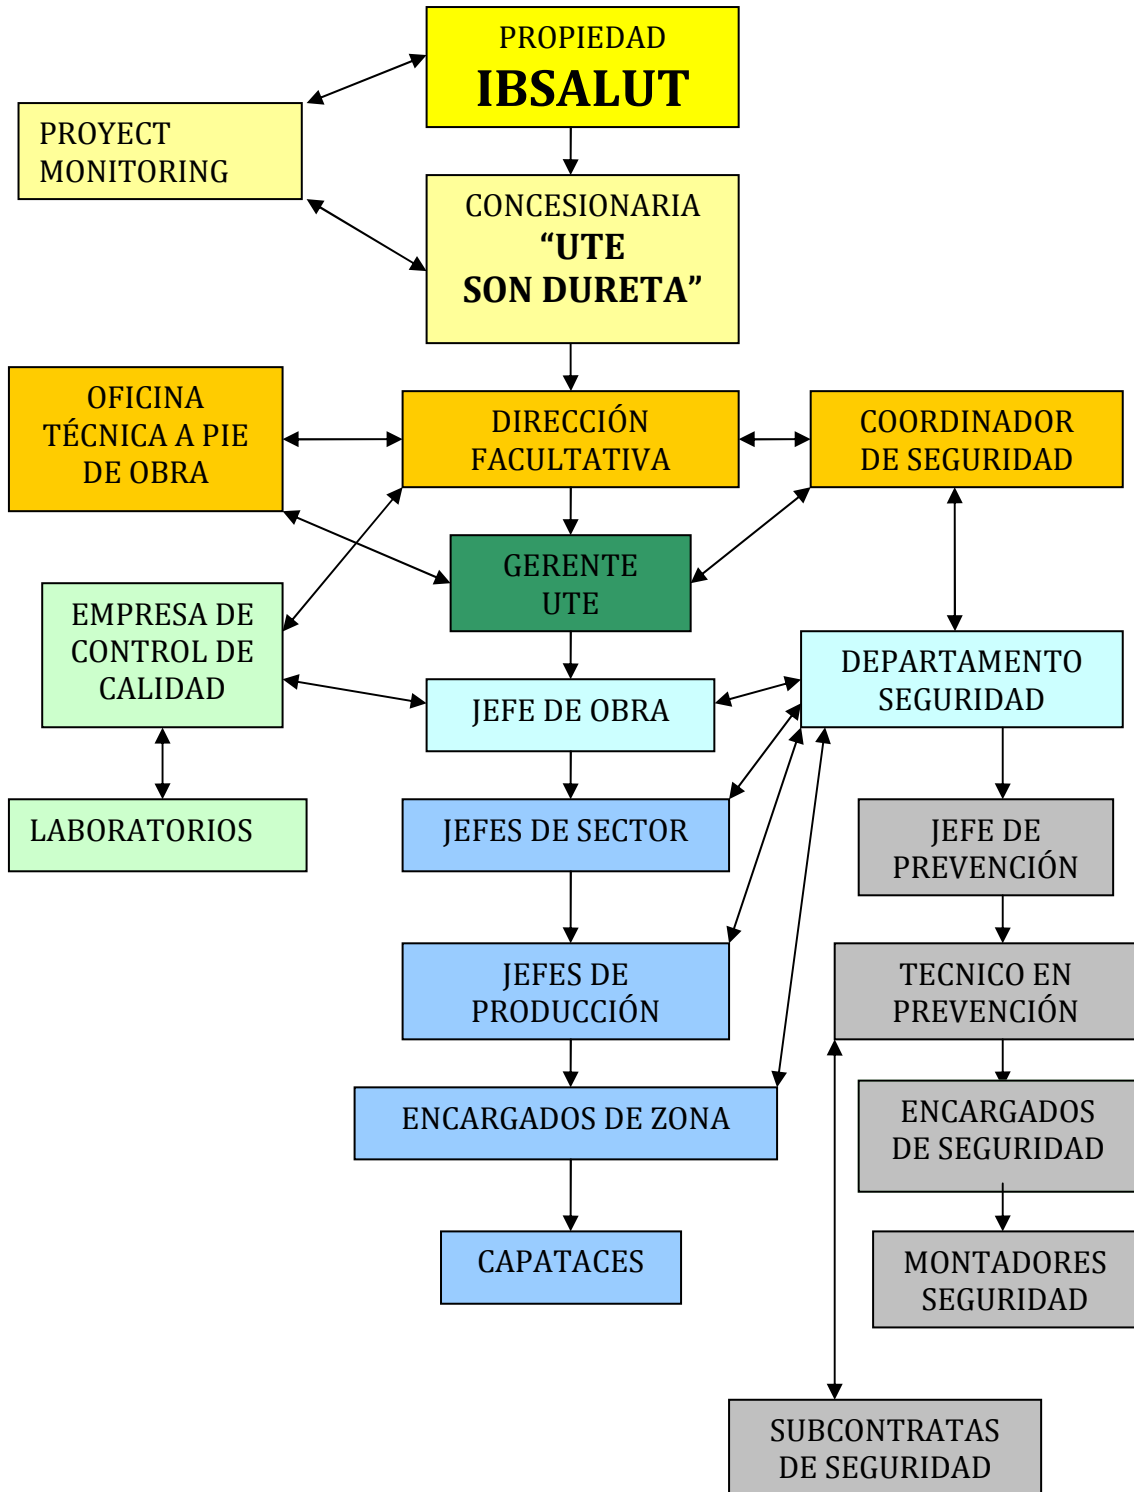 PROPIEDAD
IBSALUT
PROYECT
MONITORING
CONCESIONARIA
“UTE
SON DURETA”
OFICINA
TÉCNICA A PIE
DE OBRA
DIRECCIÓN
FACULTATIVA
COORDINADOR
DE SEGURIDAD
GERENTE
UTE
EMPRESA DE
CONTROL DE
CALIDAD
DEPARTAMENTO
SEGURIDAD
JEFE DE OBRA
LABORATORIOS
JEFES DE SECTOR
JEFE DE
PREVENCIÓN
JEFES DE
PRODUCCIÓN
TECNICO EN
PREVENCIÓN
ENCARGADOS DE ZONA
ENCARGADOS
DE SEGURIDAD
CAPATACES
MONTADORES
SEGURIDAD
SUBCONTRATAS
DE SEGURIDAD